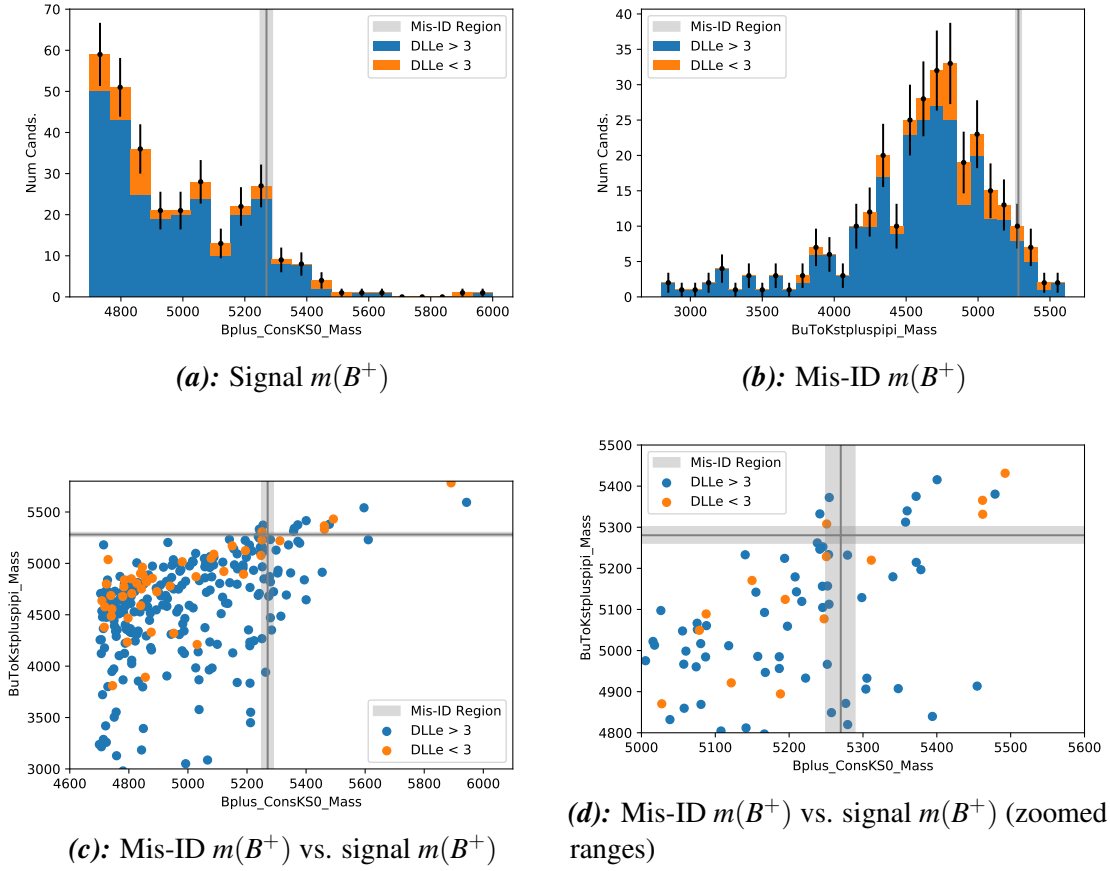 70
60
50
40
30
20
10
0
Num Cands.
4800 5000 5200 5400 5600 5800 6000
Bplus_ConsKS0_Mass
Mis-ID Region
DLLe > 3
DLLe < 3
(a): Signal m(B⁺)
40
35
30
25
20
15
10
5
0
Num Cands.
3000 3500 4000 4500 5000 5500
BuToKstpluspipi_Mass
Mis-ID Region
DLLe > 3
DLLe < 3
(b): Mis-ID m(B⁺)
5500
5000
4500
4000
3500
3000
BuToKstpluspipi_Mass
4600 4800 5000 5200 5400 5600 5800 6000
Bplus_ConsKS0_Mass
Mis-ID Region
DLLe > 3
DLLe < 3
(c): Mis-ID m(B⁺) vs. signal m(B⁺)
5500
5400
5300
5200
5100
5000
4900
4800
BuToKstpluspipi_Mass
5000 5100 5200 5300 5400 5500 5600
Bplus_ConsKS0_Mass
Mis-ID Region
DLLe > 3
DLLe < 3
(d): Mis-ID m(B⁺) vs. signal m(B⁺) (zoomed
ranges)